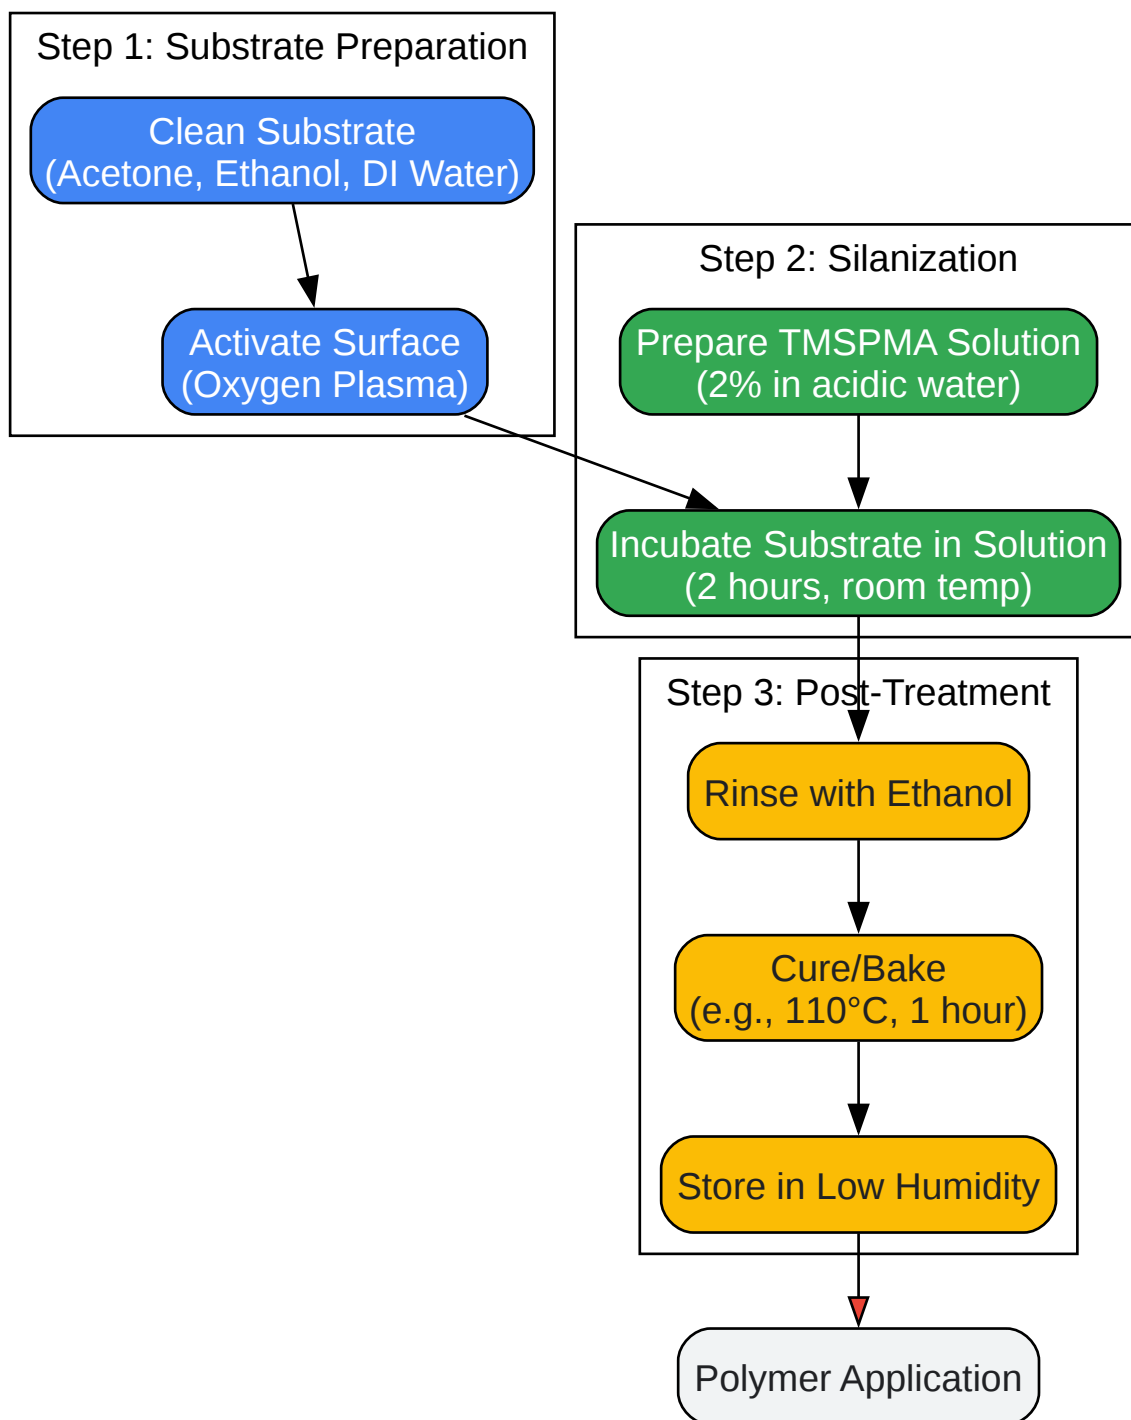 Step 1: Substrate Preparation
Clean Substrate
(Acetone, Ethanol, DI Water)
Activate Surface
(Oxygen Plasma)
Step 2: Silanization
Prepare TMSPMA Solution
(2% in acidic water)
Incubate Substrate in Solution
(2 hours, room temp)
Step 3: Post-Treatment
Rinse with Ethanol
Cure/Bake
(e.g., 110°C, 1 hour)
Store in Low Humidity
Polymer Application